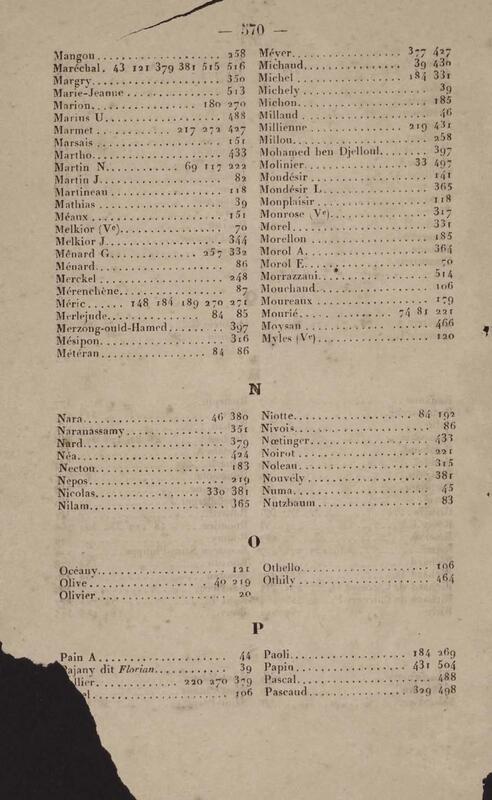 — 570 —
Mangou.................... 258
Maréchal. 43 121 379 381 515 516
Margry.................... 350
Marie-Jeanne.............. 513
Marion................ 180 270
Marius U.................. 488
Marmet............ 217 272 427
Marsais................... 151
Martho.................... 433
Martin N........... 69 117 222
Martin J................... 82
Martineau................. 118
Mathias.................... 39
Méaux..................... 151
Melkior (Ve)............... 70
Melkior J................. 344
Ménard G.............. 257 332
Ménard..................... 86
Merckel................... 248
Mérenchène................. 87
Méric...... 148 184 189 270 271
Merlejude............... 84 85
Merzong-ould-Hamed........ 397
Mésipon................... 316
Météran................. 84 86
Méyer................. 377 427
Michaud................ 39 430
Michel................ 184 331
Michely.................... 39
Michon.................... 185
Millaud.................... 46
Millienne............. 219 431
Millou.................... 258
Mohamed ben Djelloul...... 397
Molinier............... 33 497
Mondésir.................. 141
Mondésir L................ 365
Monplaisir................ 118
Monrose (Ve).............. 317
Morel..................... 331
Morellon.................. 185
Morol A................... 364
Morol E.................... 70
Morrazzani................ 514
Mouchaud.................. 106
Moureaux.................. 179
Mourié.............. 74 81 221
Moysan.................... 466
Myles (Ve)................ 120
N
Nara................... 46 380
Naranassamy............... 351
Nard...................... 379
Néa....................... 424
Nectou.................... 183
Nepos..................... 219
Nicolas............... 330 381
Nilam..................... 365
Niotte................. 84 192
Nivois..................... 86
Nœtinger.................. 433
Noirot.................... 221
Noleau.................... 315
Nouvély................... 381
Numa....................... 45
Nutzbaum................... 83
O
Océany.................... 121
Olive.................. 40 219
Olivier.................... 20
Othello................... 106
Othily.................... 464
P
Pain A..................... 44
ajany dit Florian.......... 39
llier............. 220 270 379
el........................ 106
Paoli................. 184 269
Papin................. 431 504
Pascal.................... 488
Pascaud............... 329 498